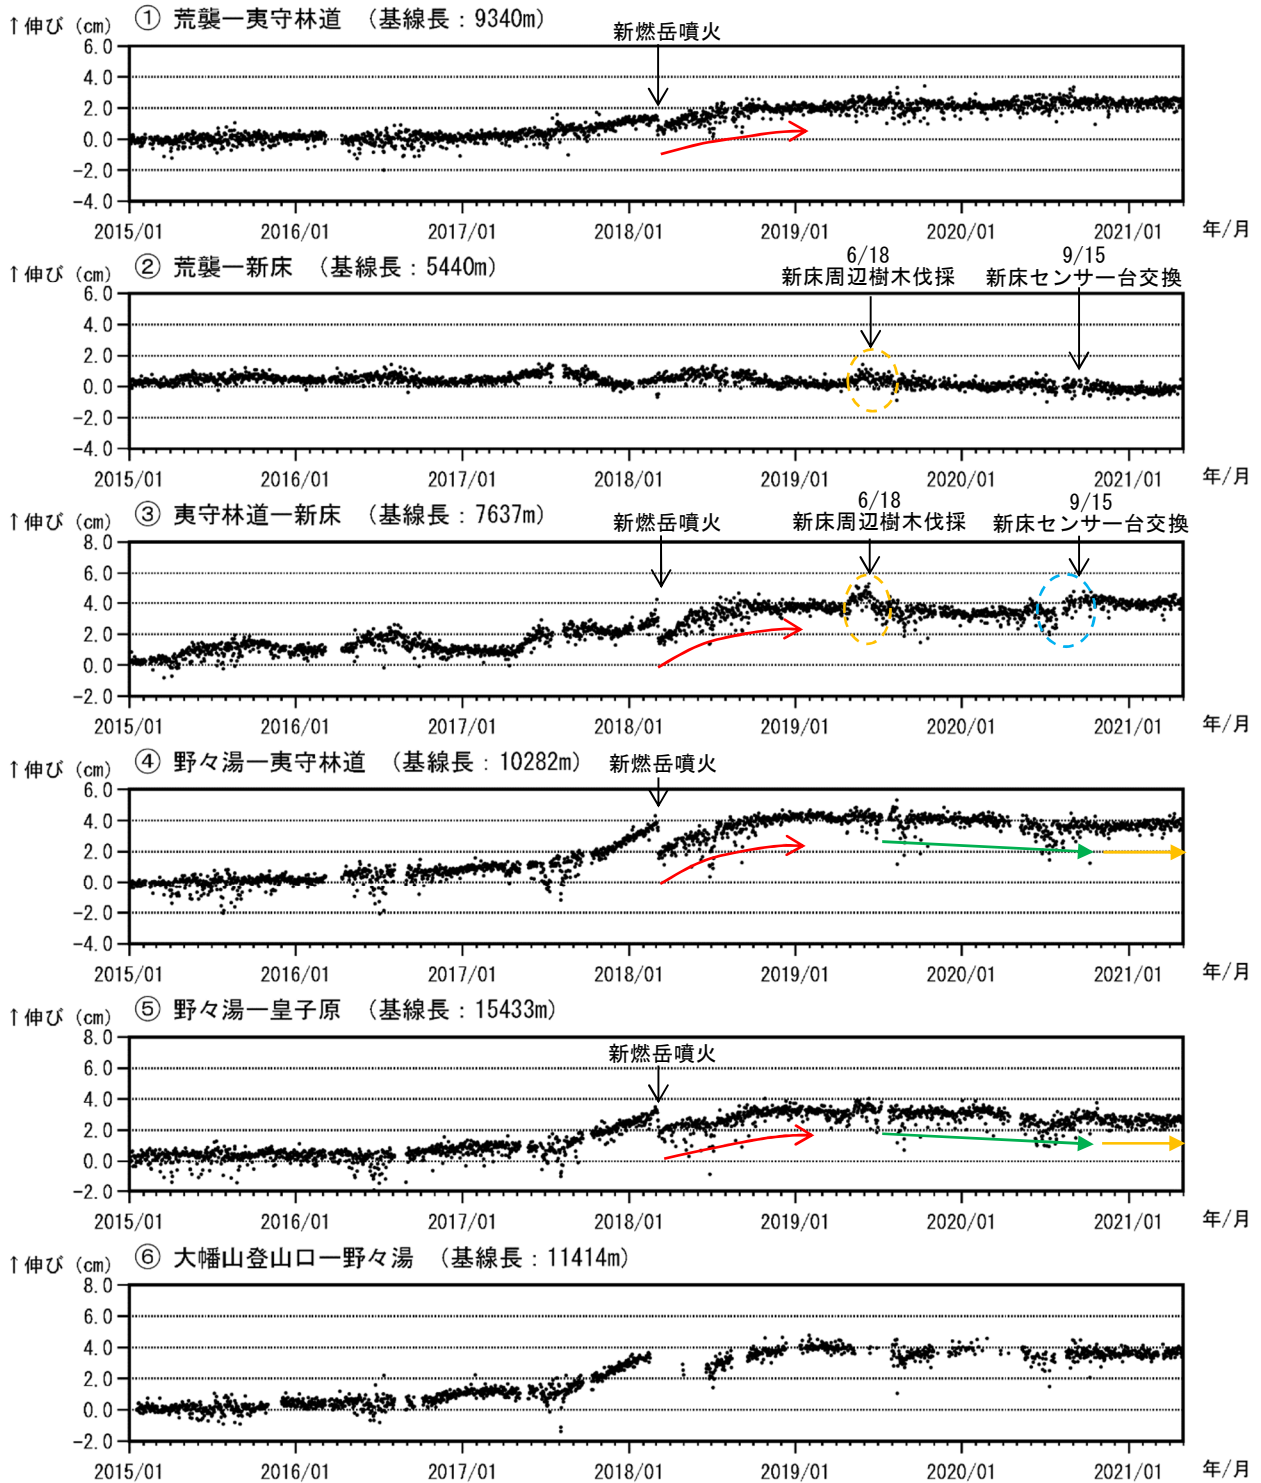 ↑伸び (cm) ① 荒襲ー夷守林道 (基線長:9340m)
新燃岳噴火
6.0
4.0
2.0
0.0
-2.0
-4.0
2015/01 2016/01 2017/01 2018/01 2019/01 2020/01 2021/01 年/月
↑伸び (cm) ② 荒襲ー新床 (基線長:5440m)
6/18 9/15
新床周辺樹木伐採 新床センサー台交換
6.0
4.0
2.0
0.0
-2.0
-4.0
2015/01 2016/01 2017/01 2018/01 2019/01 2020/01 2021/01 年/月
↑伸び (cm) ③ 夷守林道ー新床 (基線長:7637m)
6/18 9/15
新燃岳噴火 新床周辺樹木伐採 新床センサー台交換
8.0
6.0
4.0
2.0
0.0
-2.0
2015/01 2016/01 2017/01 2018/01 2019/01 2020/01 2021/01 年/月
↑伸び (cm) ④ 野々湯ー夷守林道 (基線長:10282m) 新燃岳噴火
6.0
4.0
2.0
0.0
-2.0
-4.0
2015/01 2016/01 2017/01 2018/01 2019/01 2020/01 2021/01 年/月
↑伸び (cm) ⑤ 野々湯ー皇子原 (基線長:15433m)
新燃岳噴火
8.0
6.0
4.0
2.0
0.0
-2.0
2015/01 2016/01 2017/01 2018/01 2019/01 2020/01 2021/01 年/月
↑伸び (cm) ⑥ 大幡山登山口ー野々湯 (基線長:11414m)
8.0
6.0
4.0
2.0
0.0
-2.0
2015/01 2016/01 2017/01 2018/01 2019/01 2020/01 2021/01 年/月